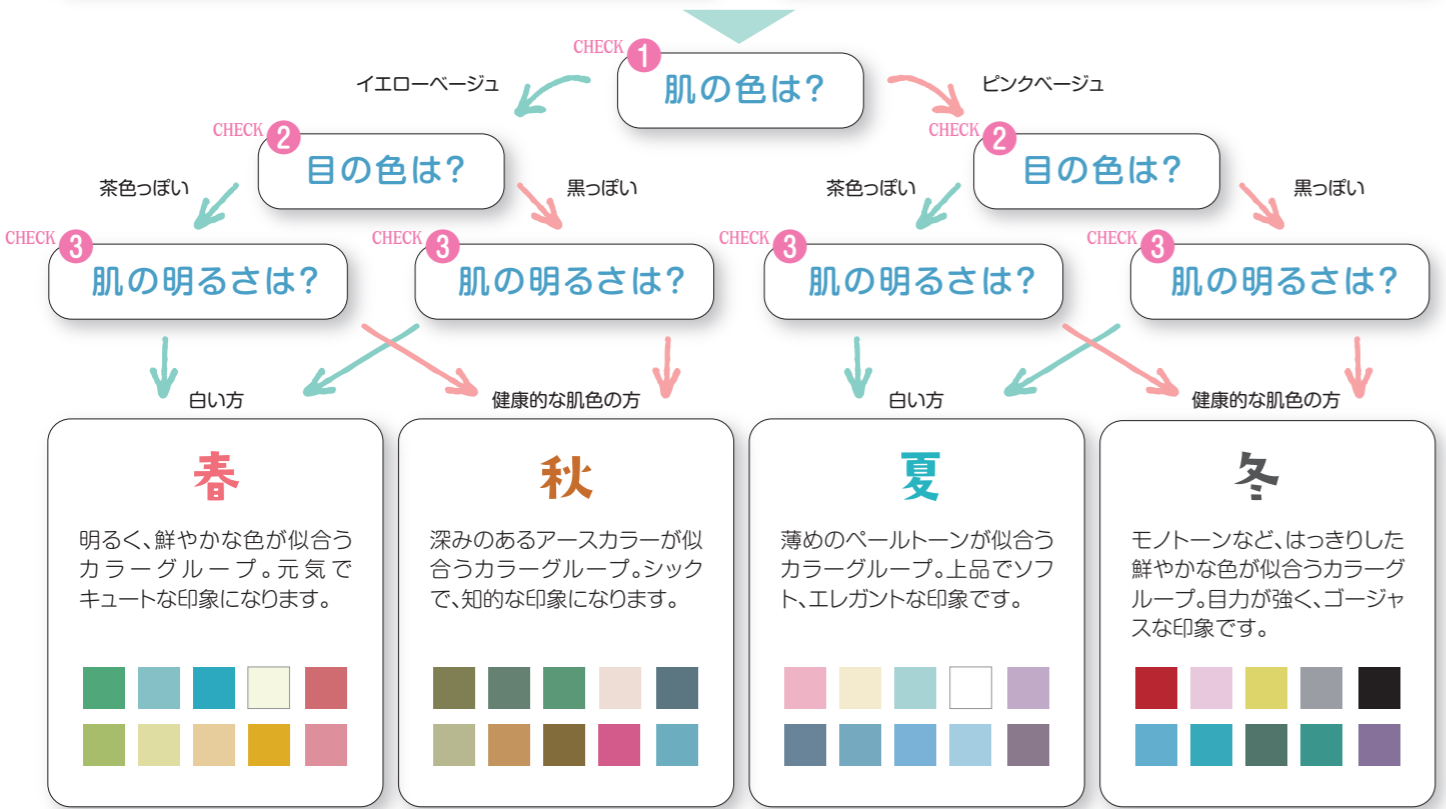 CHECK 1
肌の色は?
イエローベージュ
ピンクベージュ
CHECK 2
目の色は?
CHECK 2
目の色は?
茶色っぽい
黒っぽい
茶色っぽい
黒っぽい
CHECK 3
肌の明るさは?
CHECK 3
肌の明るさは?
CHECK 3
肌の明るさは?
CHECK 3
肌の明るさは?
白い方
健康的な肌色の方
白い方
健康的な肌色の方
春
明るく、鮮やかな色が似合う
カラーグループ。元気で
キュートな印象になります。
秋
深みのあるアースカラーが似
合うカラーグループ。シック
で、知的な印象になります。
夏
薄めのペールトーンが似合う
カラーグループ。上品でソフ
ト、エレガントな印象です。
冬
モノトーンなど、はっきりした
鮮やかな色が似合うカラーグ
ループ。目力が強く、ゴージャ
スな印象です。